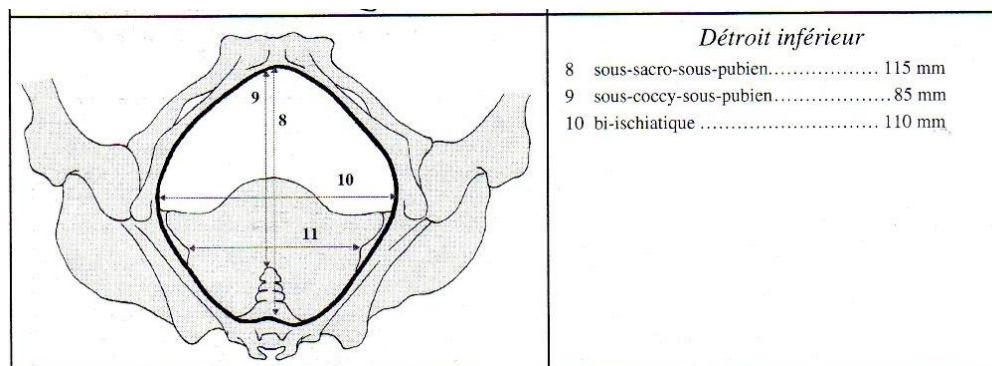 9
8
10
11
Détroit inférieur
8 sous-sacro-sous-pubien.................. 115 mm
9 sous-coccy-sous-pubien.................. 85 mm
10 bi-ischiatique ........................ 110 mm